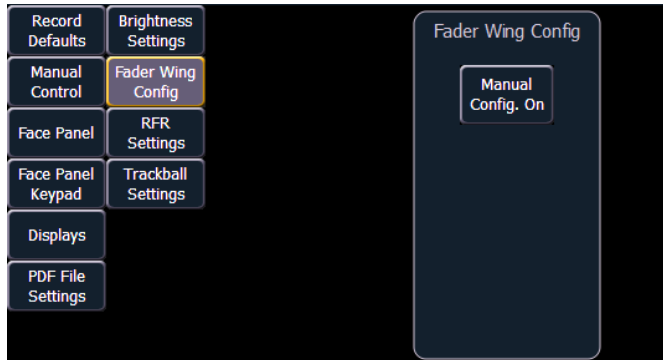 Record
Defaults
Brightness
Settings
Manual
Control
Fader Wing
Config
Face Panel
RFR
Settings
Face Panel
Keypad
Trackball
Settings
Displays
PDF File
Settings
Fader Wing Config
Manual
Config. On